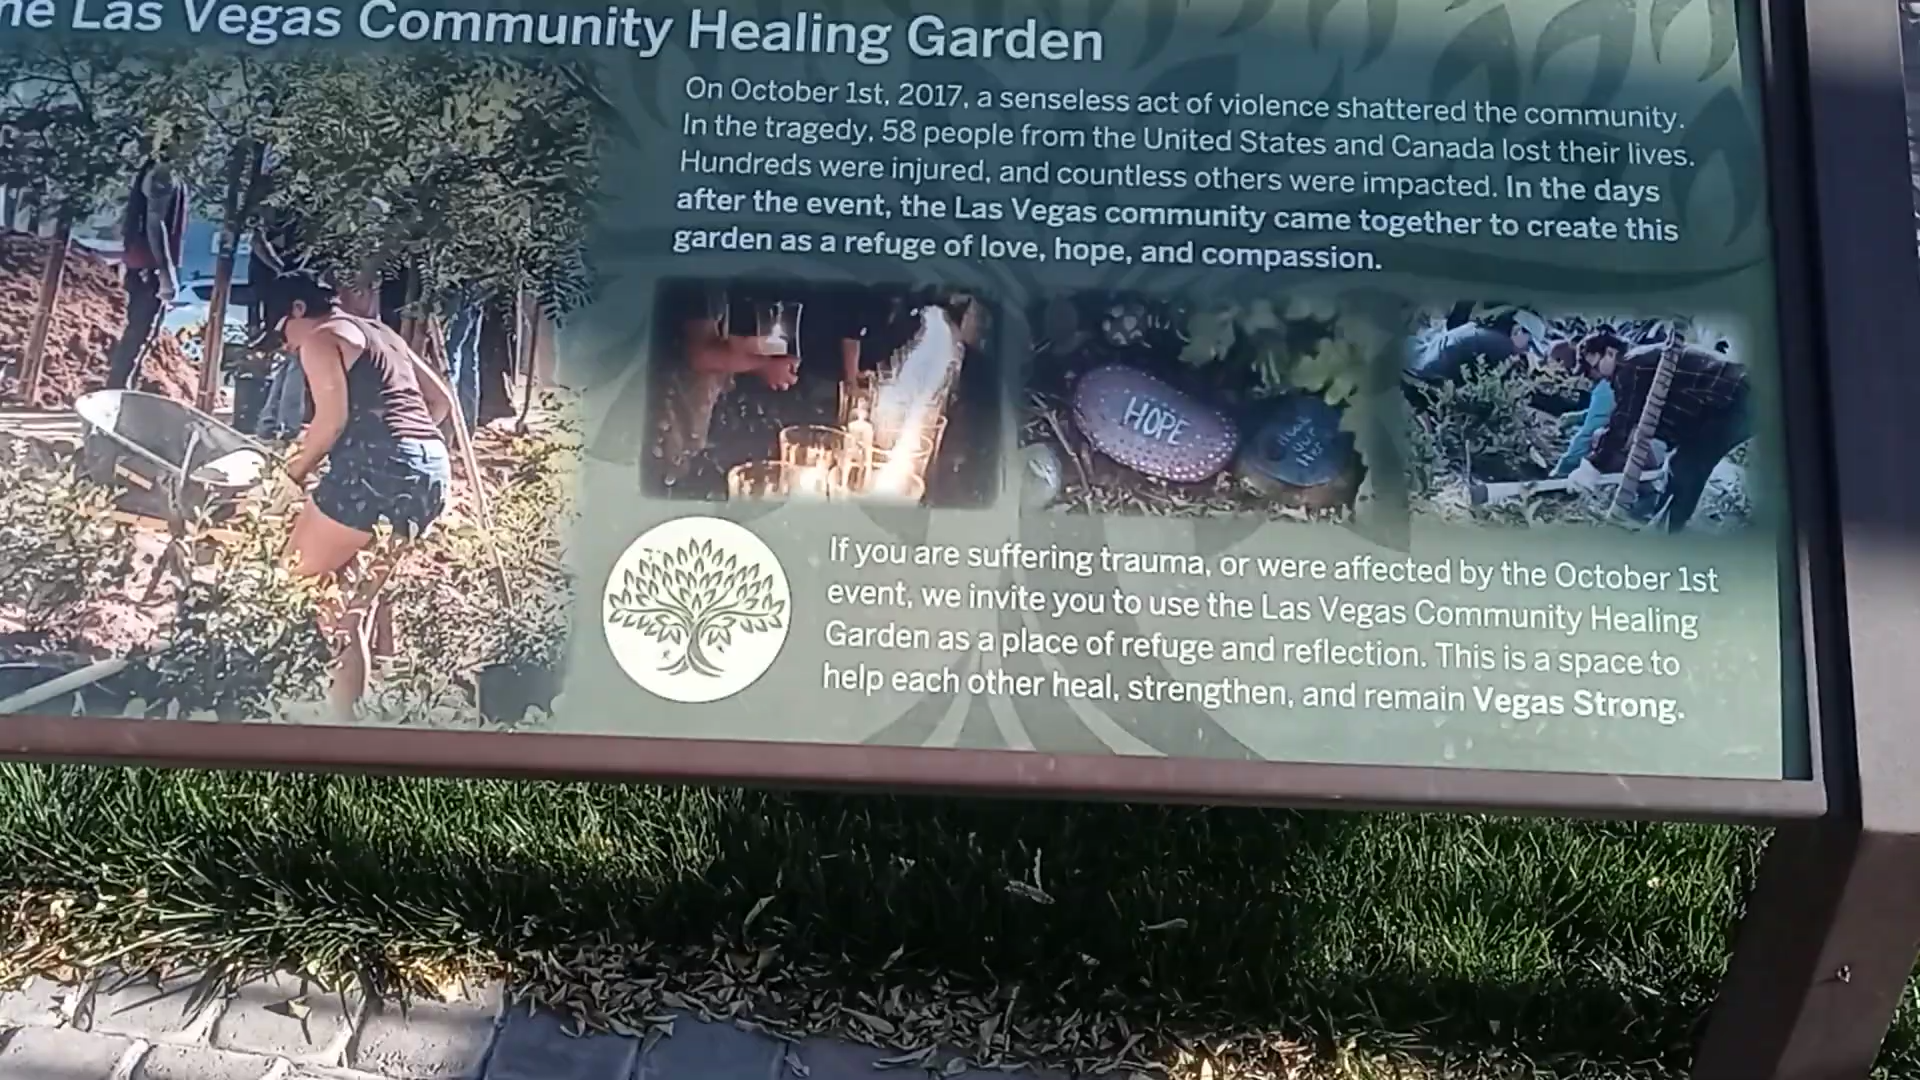 he Las Vegas Community Healing Garden
On October 1st, 2017, a senseless act of violence shattered the community.
In the tragedy, 58 people from the United States and Canada lost their lives.
Hundreds were injured, and countless others were impacted. In the days
after the event, the Las Vegas community came together to create this
garden as a refuge of love, hope, and compassion.
HOPE
If you are suffering trauma, or were affected by the October 1st
event, we invite you to use the Las Vegas Community Healing
Garden as a place of refuge and reflection. This is a space to
help each other heal, strengthen, and remain Vegas Strong.